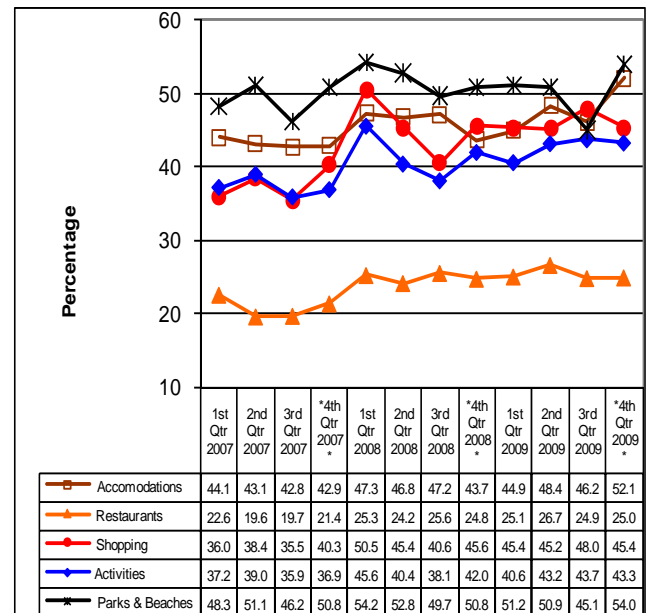 60
50
40
30
20
10
Percentage
1st Qtr 2007 2nd Qtr 2007 3rd Qtr 2007 *4th Qtr 2007 * 1st Qtr 2008 2nd Qtr 2008 3rd Qtr 2008 *4th Qtr 2008 * 1st Qtr 2009 2nd Qtr 2009 3rd Qtr 2009 *4th Qtr 2009 *
Accomodations 44.1 43.1 42.8 42.9 47.3 46.8 47.2 43.7 44.9 48.4 46.2 52.1
Restaurants 22.6 19.6 19.7 21.4 25.3 24.2 25.6 24.8 25.1 26.7 24.9 25.0
Shopping 36.0 38.4 35.5 40.3 50.5 45.4 40.6 45.6 45.4 45.2 48.0 45.4
Activities 37.2 39.0 35.9 36.9 45.6 40.4 38.1 42.0 40.6 43.2 43.7 43.3
Parks & Beaches 48.3 51.1 46.2 50.8 54.2 52.8 49.7 50.8 51.2 50.9 45.1 54.0